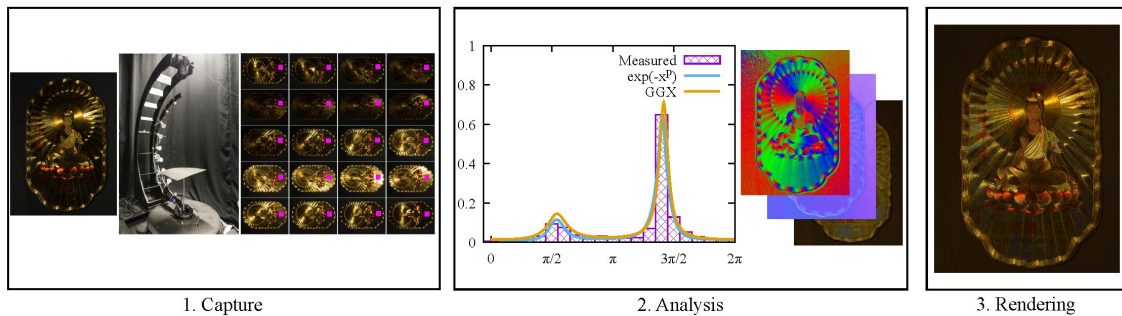 Measured
exp(-xᵖ)
GGX
1
0.8
0.6
0.4
0.2
0
0
π/2
π
3π/2
2π
1. Capture
2. Analysis
3. Rendering